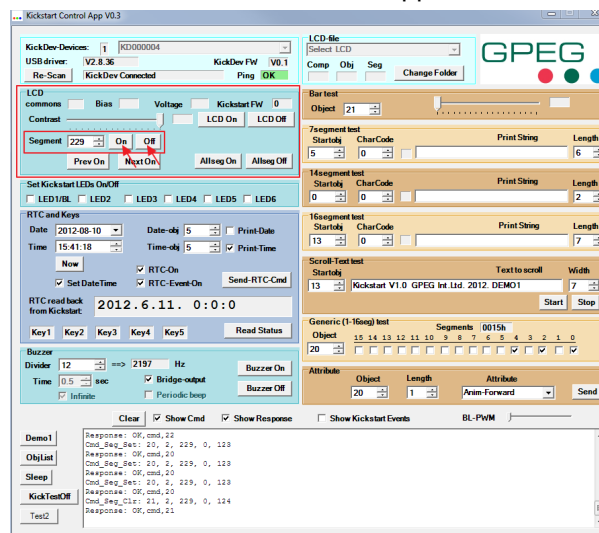 Kickstart Control App V0.3
KickDev-Devices: 1 KD000004
USB driver: V2.8.36 KickDev FW V0.1
Re-Scan KickDev Connected Ping OK
LCD-file
Select LCD
Comp Obj Seg
Change Folder
GPEG
LCD
commons Bias Voltage Kickstart FW 0
Contrast LCD On LCD Off
Segment 229 On Off
Prev On Next On Allseg On Allseg Off
Bar test
Object 21
7segment test
Startobj CharCode Print String Length
5 0 6
14segment test
Startobj CharCode Print String Length
0 0 2
16segment test
Startobj CharCode Print String Length
13 0 7
Set Kickstart LEDs On/Off
LED1/BL LED2 LED3 LED4 LED5 LED6
RTC and Keys
Date 2012-08-10 Date-obj 5 Print-Date
Time 15:41:18 Time-obj 5 Print-Time
Now RTC-On
Set DateTime RTC-Event-On Send-RTC-Cmd
RTC read back
from Kickstart: 2012.6.11. 0:0:0
Key1 Key2 Key3 Key4 Key5 Read Status
Scroll-Text test
Startobj Text to scroll Width
13 Kickstart V1.0 GPEG Int.Ltd. 2012. DEMO1 7
Start Stop
Generic (1-16seg) test
Object Segments 0015h
15 14 13 12 11 10 9 8 7 6 5 4 3 2 1 0
20
Buzzer
Divider 12 ==> 2197 Hz Buzzer On
Time 0.5 sec Bridge-output Buzzer Off
Infinite Periodic beep
Attribute
Object Length Attribute
20 1 Anim-Forward Send
Clear Show Cmd Show Response Show Kickstart Events BL-PWM
Demo1
ObjList
Sleep
KickTestOff
Test2
Response: OK,cmd,22
Cmd_Seg_Set: 20, 2, 229, 0, 123
Response: OK,cmd,20
Cmd_Seg_Set: 20, 2, 229, 0, 123
Response: OK,cmd,20
Cmd_Seg_Set: 20, 2, 229, 0, 123
Response: OK,cmd,20
Cmd_Seg_Clr: 21, 2, 229, 0, 124
Response: OK,cmd,21